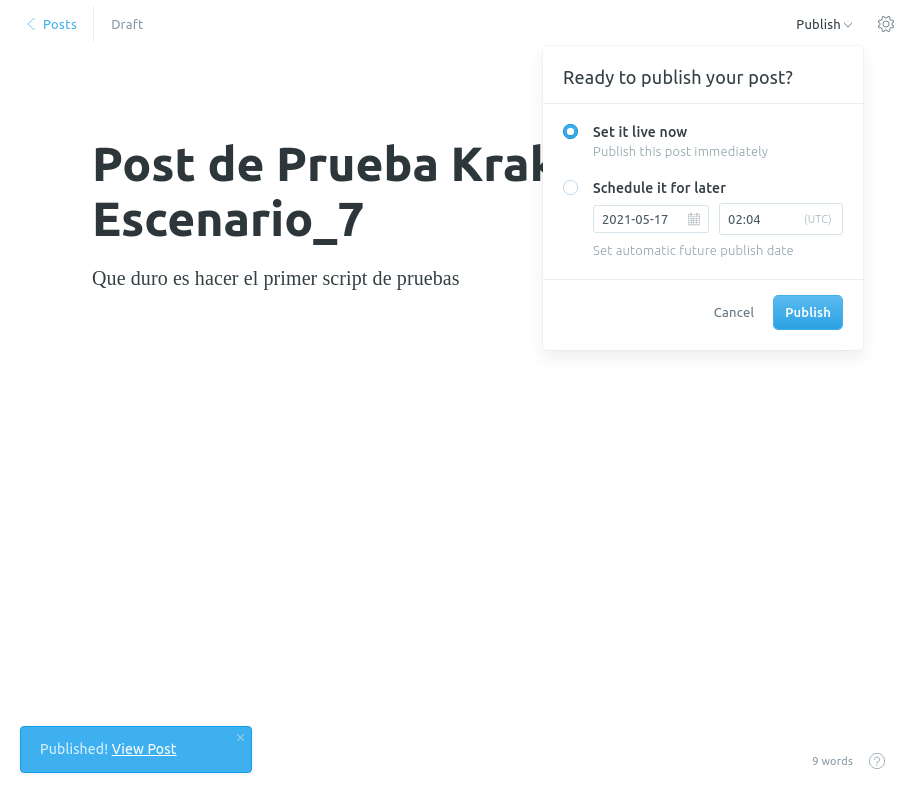 Posts
Draft
Publish
Ready to publish your post?
Set it live now
Publish this post immediately
Schedule it for later
2021-05-17
02:04 (UTC)
Set automatic future publish date
Cancel
Publish
Post de Prueba
Escenario_7
Que duro es hacer el primer script de pruebas
Published! View Post
9 words
?